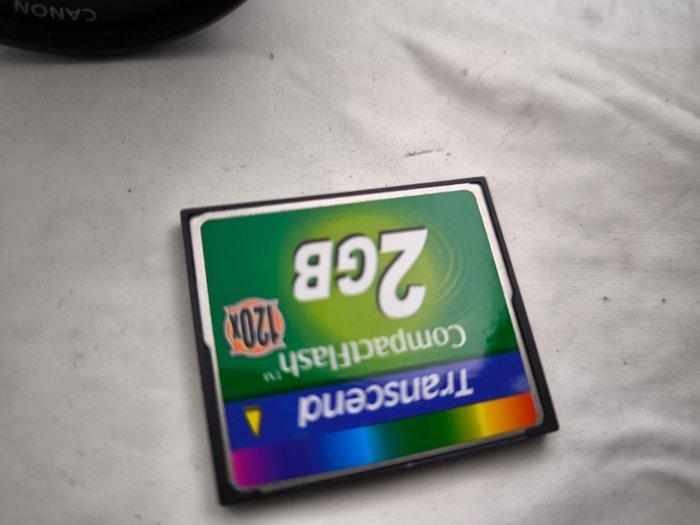 CANON
Transcend
CompactFlash™
120x
2GB